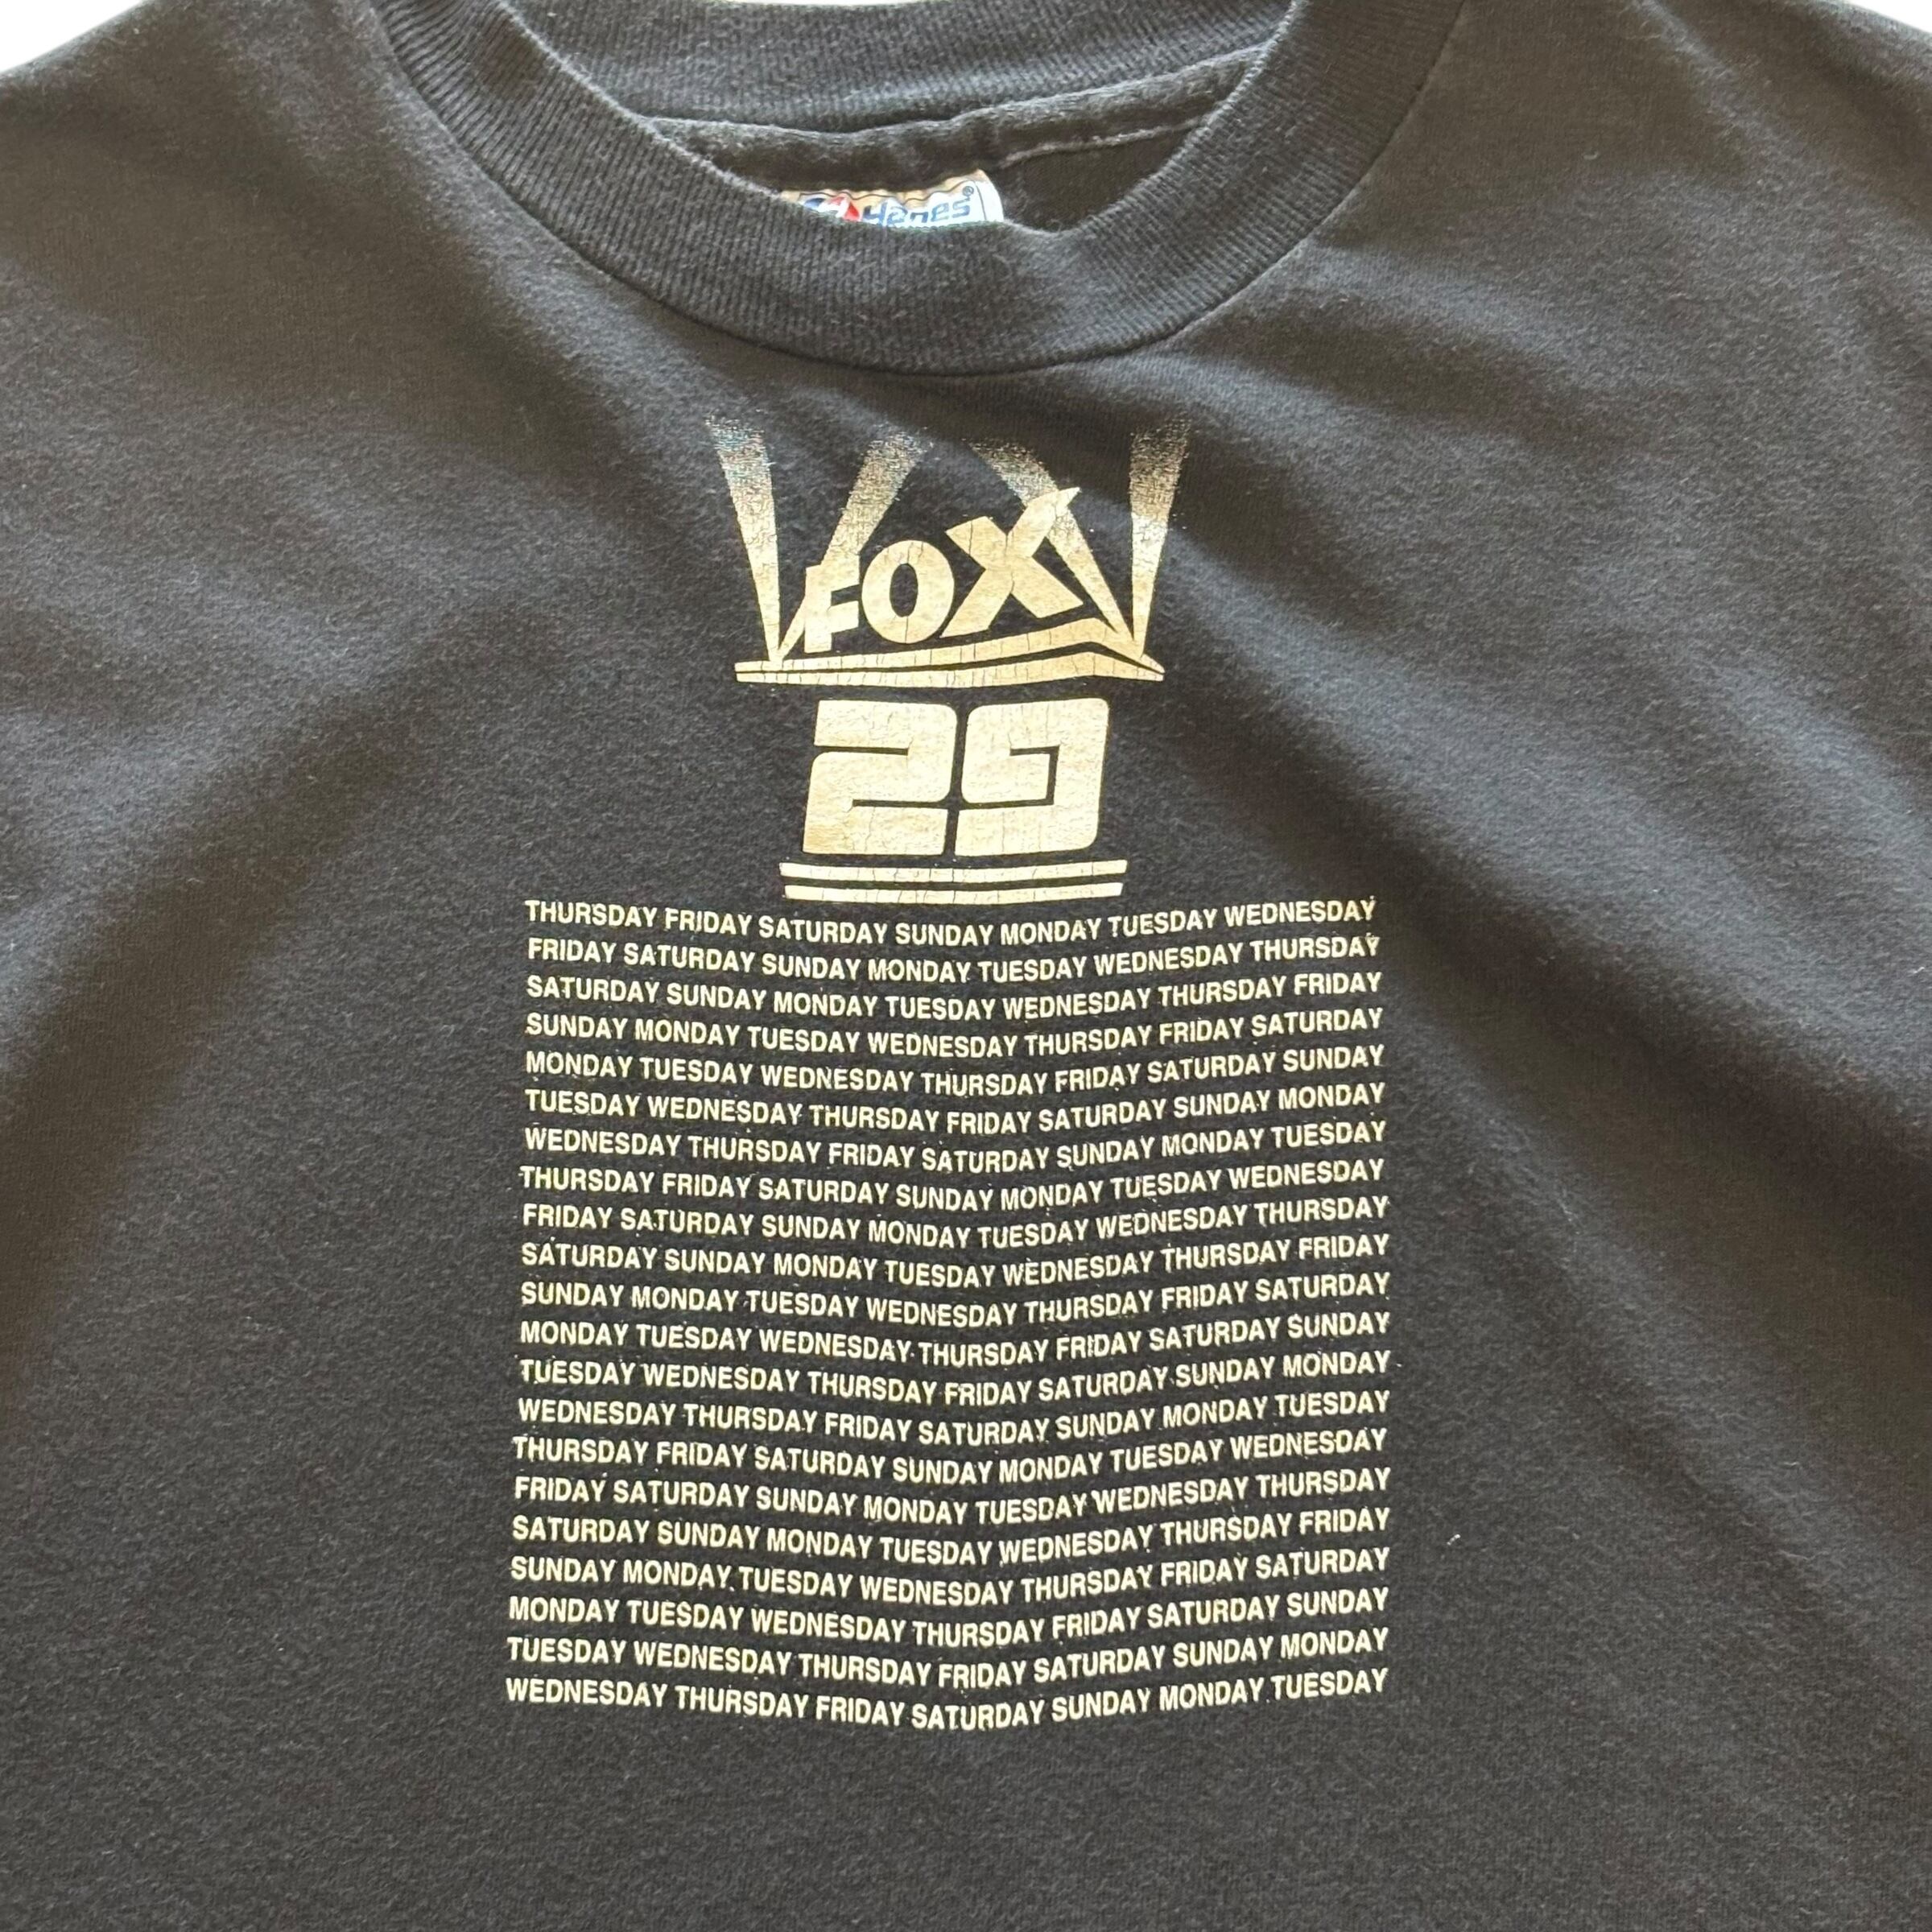 Hanes®
FOX
29
THURSDAY FRIDAY SATURDAY SUNDAY MONDAY TUESDAY WEDNESDAY
FRIDAY SATURDAY SUNDAY MONDAY TUESDAY WEDNESDAY THURSDAY
SATURDAY SUNDAY MONDAY TUESDAY WEDNESDAY THURSDAY FRIDAY
SUNDAY MONDAY TUESDAY WEDNESDAY THURSDAY FRIDAY SATURDAY
MONDAY TUESDAY WEDNESDAY THURSDAY FRIDAY SATURDAY SUNDAY
TUESDAY WEDNESDAY THURSDAY FRIDAY SATURDAY SUNDAY MONDAY
WEDNESDAY THURSDAY FRIDAY SATURDAY SUNDAY MONDAY TUESDAY
THURSDAY FRIDAY SATURDAY SUNDAY MONDAY TUESDAY WEDNESDAY
FRIDAY SATURDAY SUNDAY MONDAY TUESDAY WEDNESDAY THURSDAY
SATURDAY SUNDAY MONDAY TUESDAY WEDNESDAY THURSDAY FRIDAY
SUNDAY MONDAY TUESDAY WEDNESDAY THURSDAY FRIDAY SATURDAY
MONDAY TUESDAY WEDNESDAY THURSDAY FRIDAY SATURDAY SUNDAY
TUESDAY WEDNESDAY THURSDAY FRIDAY SATURDAY SUNDAY MONDAY
WEDNESDAY THURSDAY FRIDAY SATURDAY SUNDAY MONDAY TUESDAY
THURSDAY FRIDAY SATURDAY SUNDAY MONDAY TUESDAY WEDNESDAY
FRIDAY SATURDAY SUNDAY MONDAY TUESDAY WEDNESDAY THURSDAY
SATURDAY SUNDAY MONDAY TUESDAY WEDNESDAY THURSDAY FRIDAY
SUNDAY MONDAY TUESDAY WEDNESDAY THURSDAY FRIDAY SATURDAY
MONDAY TUESDAY WEDNESDAY THURSDAY FRIDAY SATURDAY SUNDAY
TUESDAY WEDNESDAY THURSDAY FRIDAY SATURDAY SUNDAY MONDAY
WEDNESDAY THURSDAY FRIDAY SATURDAY SUNDAY MONDAY TUESDAY